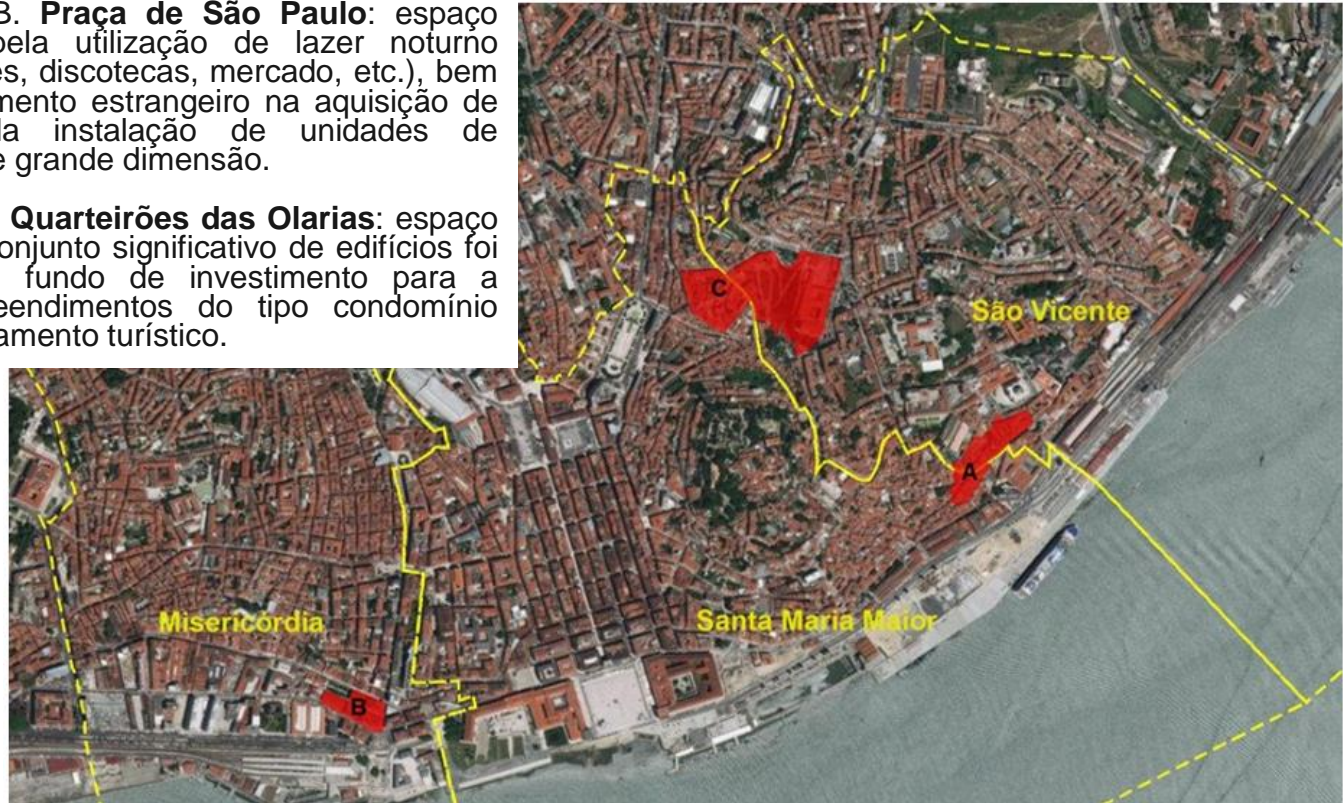 B. Praça de São Paulo: espaço
pela utilização de lazer noturno
es, discotecas, mercado, etc.), bem
mento estrangeiro na aquisição de
la instalação de unidades de
e grande dimensão.
Quarteirões das Olarias: espaço
onjunto significativo de edifícios foi
fundo de investimento para a
eendimentos do tipo condomínio
amento turístico.
C
São Vicente
A
Misericórdia
Santa Maria Maior
B